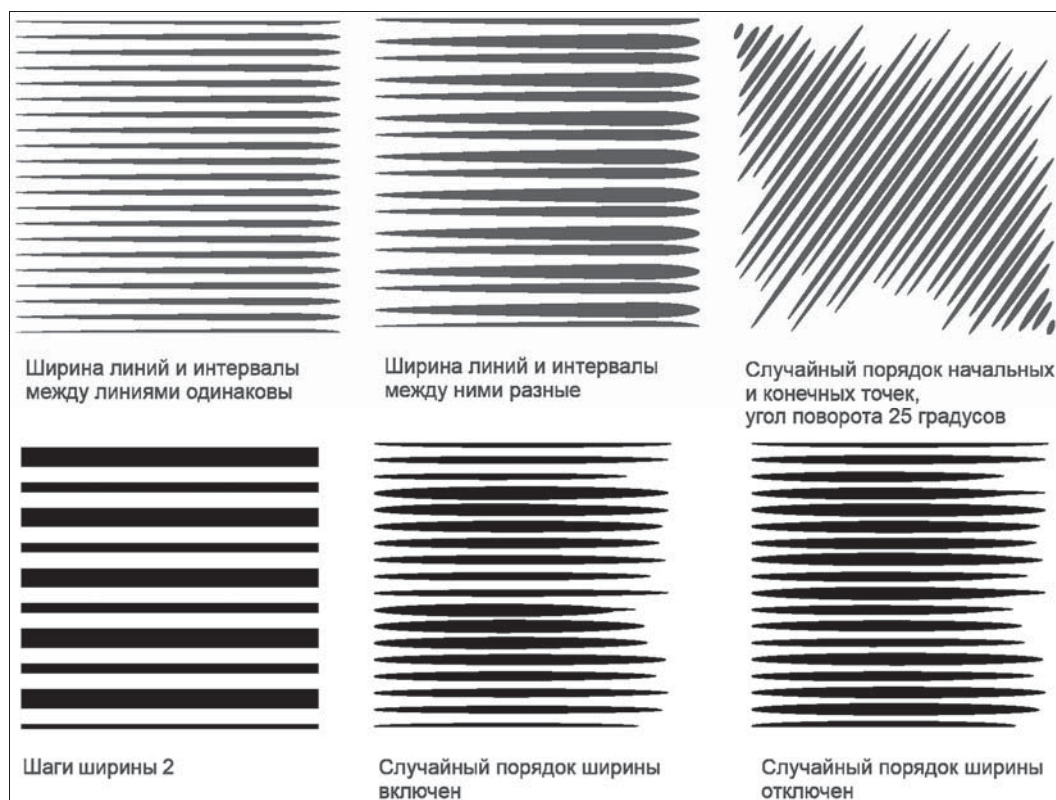 Ширина линий и интервалы
между линиями одинаковы
Ширина линий и интервалы
между ними разные
Случайный порядок начальных
и конечных точек,
угол поворота 25 градусов
Шаги ширины 2
Случайный порядок ширины
включен
Случайный порядок ширины
отключен